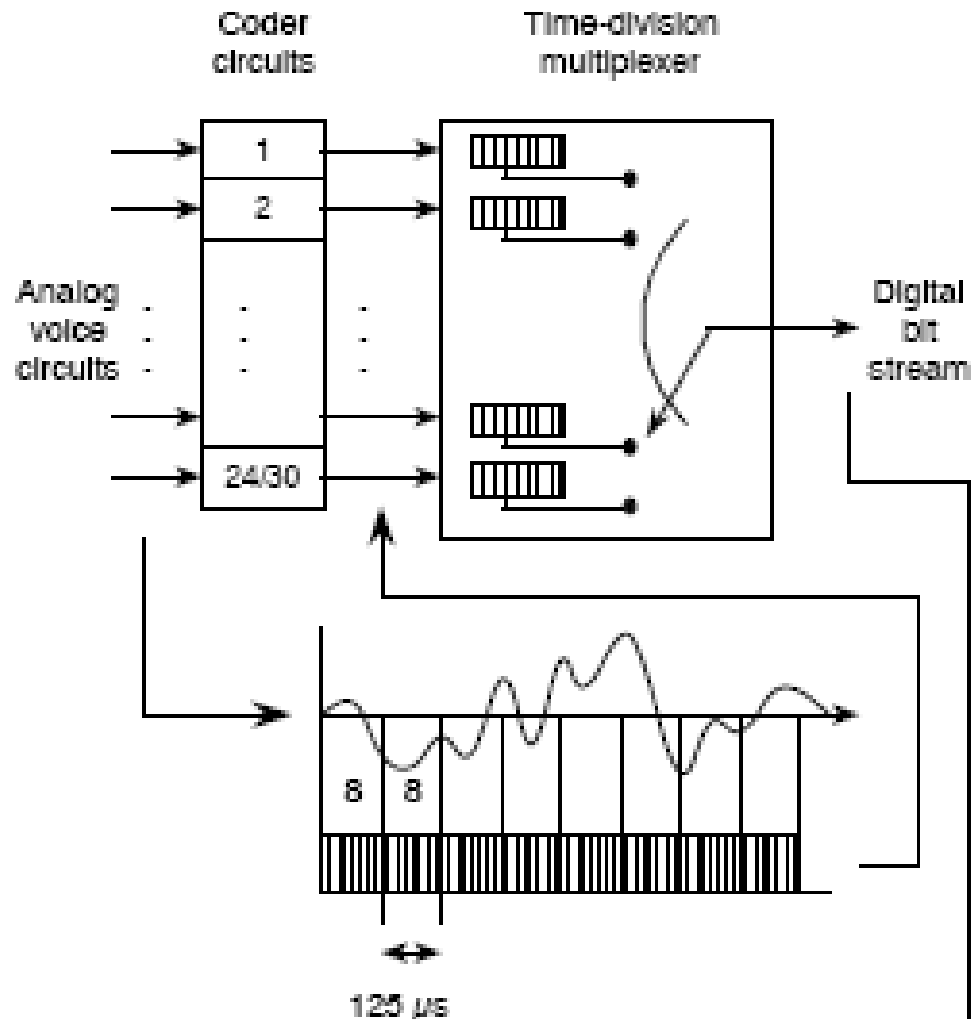 Coder
circuits
Time-division
multiplexer
1
2
Analog
voice
circuits
24/30
Digital
bit
stream
8 8
125 μs